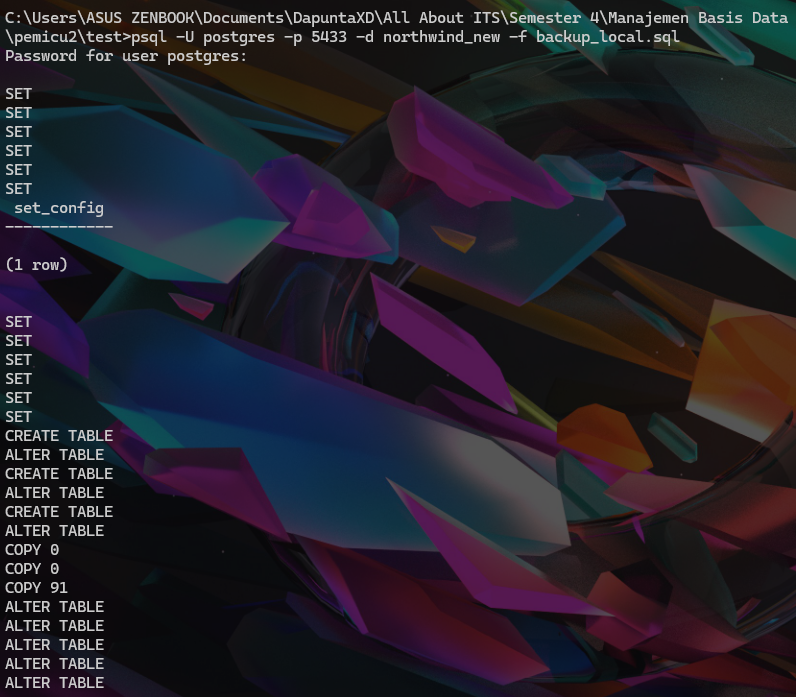 C:\Users\ASUS ZENBOOK\Documents\DapuntaXD\All About ITS\Semester 4\Manajemen Basis Data
\pemicu2\test>psql -U postgres -p 5433 -d northwind_new -f backup_local.sql
Password for user postgres:
SET
SET
SET
SET
SET
SET
 set_config
------------
(1 row)
SET
SET
SET
SET
SET
SET
CREATE TABLE
ALTER TABLE
CREATE TABLE
ALTER TABLE
CREATE TABLE
ALTER TABLE
COPY 0
COPY 0
COPY 91
ALTER TABLE
ALTER TABLE
ALTER TABLE
ALTER TABLE
ALTER TABLE